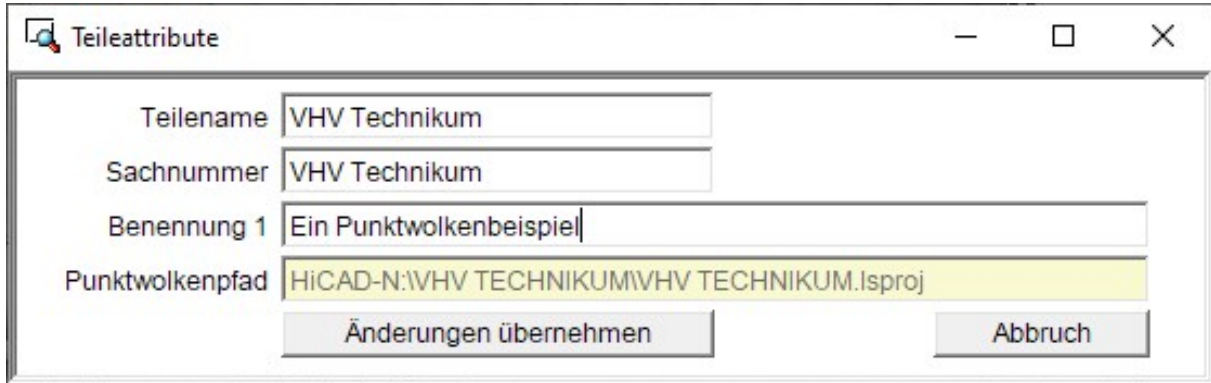 Teileattribute
Teilename VHV Technikum
Sachnummer VHV Technikum
Benennung 1 Ein Punktwolkenbeispiel
Punktwolkenpfad HiCAD-N:\VHV TECHNIKUM\VHV TECHNIKUM.lsproj
Änderungen übernehmen Abbruch